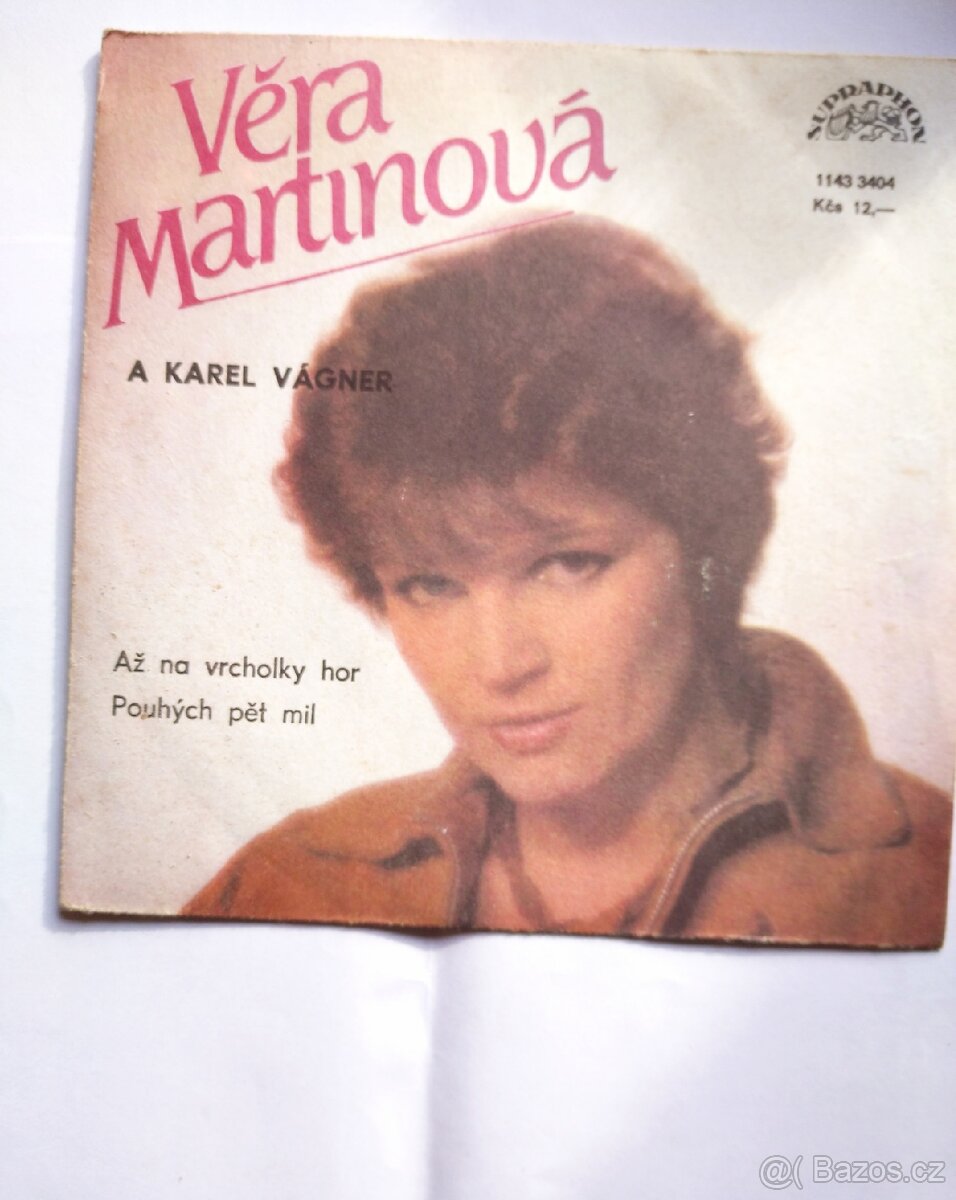 Věra
Martinová
SUPRAPHON
1143 3404
Kčs 12,—
A KAREL VÁGNER
Až na vrcholky hor
Pouhých pět mil
@( Bazos.cz